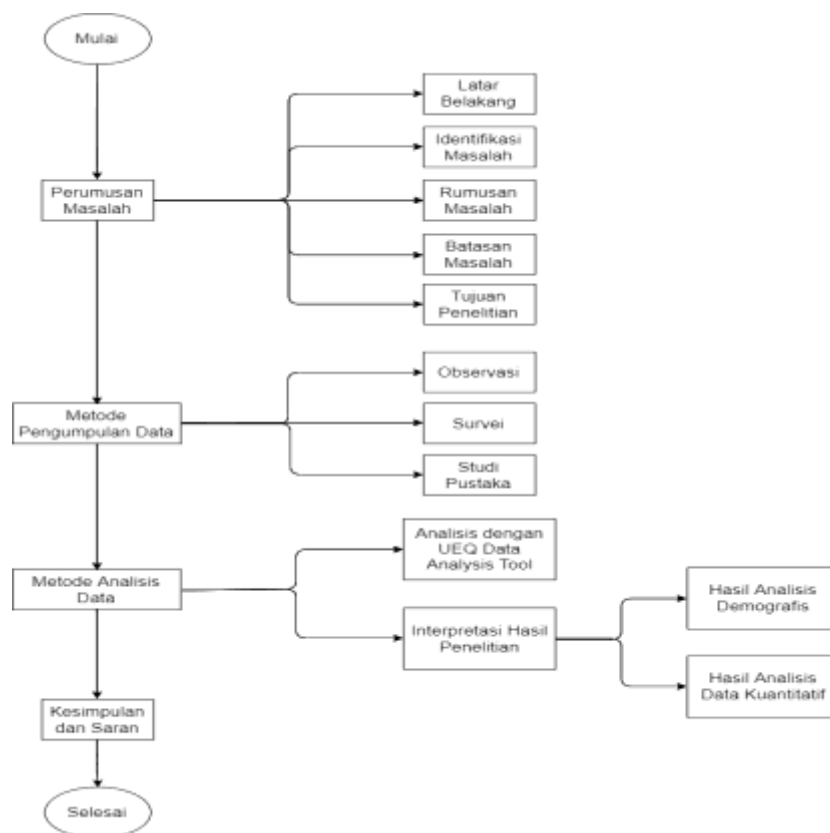 Mulai
Latar
Belakang
Identifikasi
Masalah
Perumusan
Masalah
Rumusan
Masalah
Batasan
Masalah
Tujuan
Penelitian
Observasi
Metode
Pengumpulan Data
Survei
Studi
Pustaka
Analisis dengan
UEQ Data
Analysis Tool
Metode Analisis
Data
Interpretasi Hasil
Penelitian
Hasil Analisis
Demografis
Hasil Analisis
Data Kuantitatif
Kesimpulan
dan Saran
Selesai